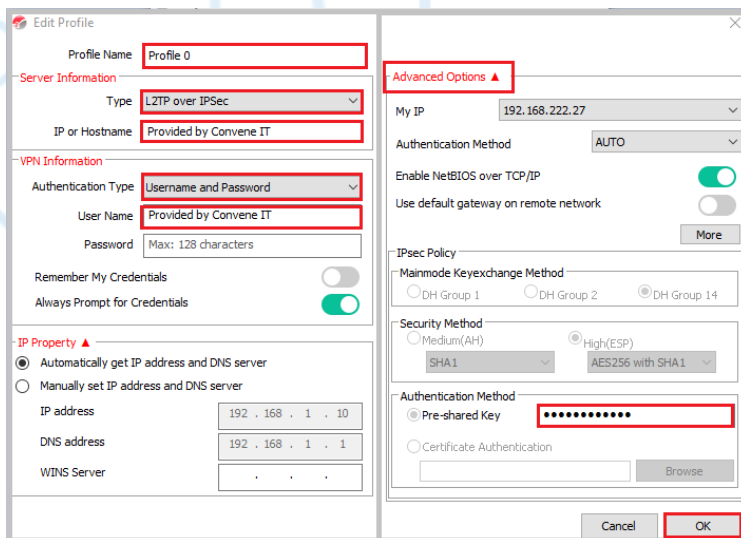 Edit Profile
Profile Name Profile 0
Server Information
Type L2TP over IPSec
IP or Hostname Provided by Convene IT
VPN Information
Authentication Type Username and Password
User Name Provided by Convene IT
Password Max: 128 characters
Remember My Credentials
Always Prompt for Credentials
IP Property ▲
Automatically get IP address and DNS server
Manually set IP address and DNS server
IP address 192 . 168 . 1 . 10
DNS address 192 . 168 . 1 . 1
WINS Server . . .
Advanced Options ▲
My IP 192.168.222.27
Authentication Method AUTO
Enable NetBIOS over TCP/IP
Use default gateway on remote network
More
IPsec Policy
Mainmode Keyexchange Method
DH Group 1 DH Group 2 DH Group 14
Security Method
Medium(AH) High(ESP)
SHA1 AES256 with SHA1
Authentication Method
Pre-shared Key ••••••••••••
Certificate Authentication
Browse
Cancel OK